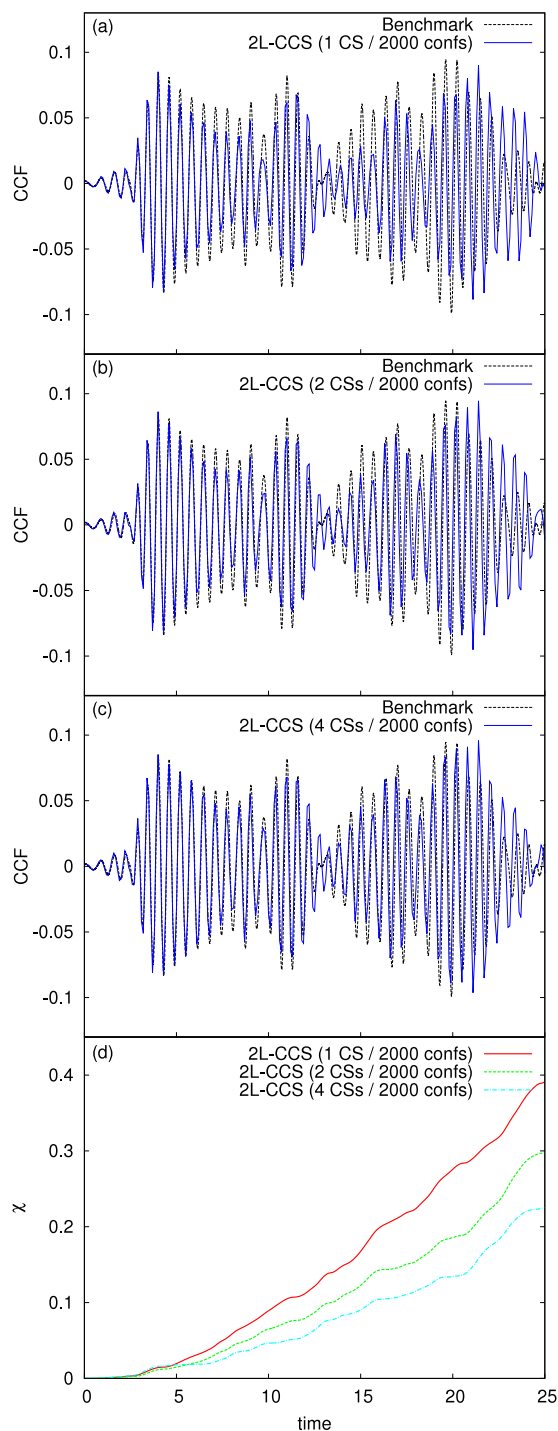 (a)
Benchmark
2L-CCS (1 CS / 2000 confs)
0.1
0.05
0
-0.05
-0.1
CCF
(b)
Benchmark
2L-CCS (2 CSs / 2000 confs)
0.1
0.05
0
-0.05
-0.1
CCF
(c)
Benchmark
2L-CCS (4 CSs / 2000 confs)
0.1
0.05
0
-0.05
-0.1
CCF
(d)
2L-CCS (1 CS / 2000 confs)
2L-CCS (2 CSs / 2000 confs)
2L-CCS (4 CSs / 2000 confs)
0.4
0.3
0.2
0.1
0
χ
0 5 10 15 20 25
time